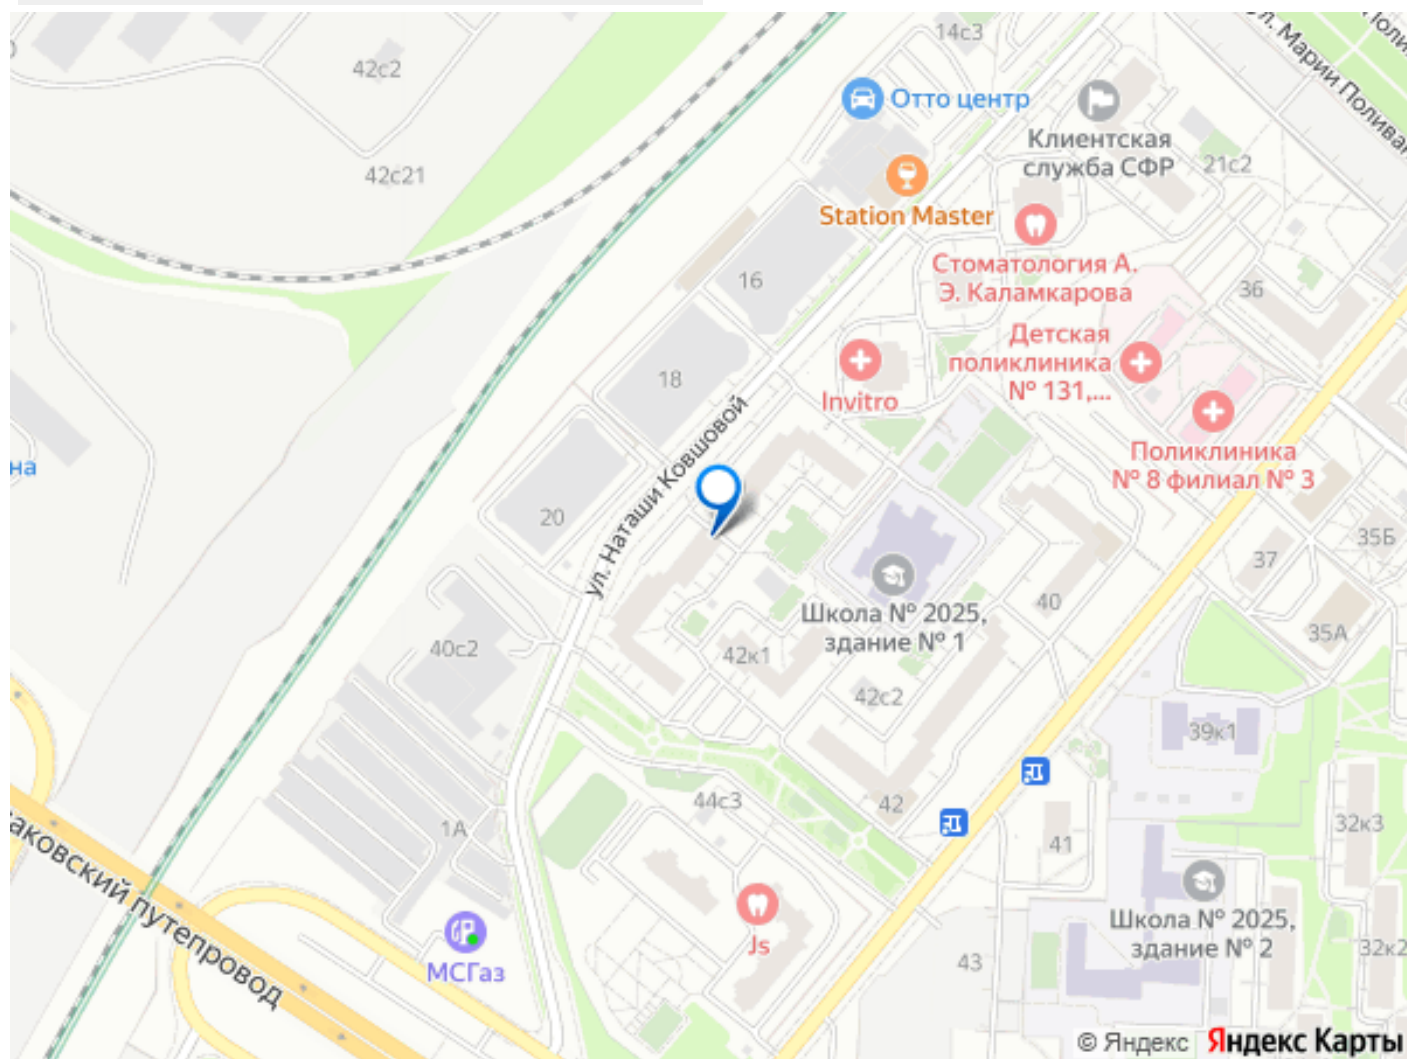 14с3
42с2
ул. Марии Поливан
Отто центр
Клиентская
служба СФР
42с21
21с2
Station Master
Стоматология А.
Э. Каламкарова
16
36
Детская
поликлиника
№ 131,...
18
Invitro
ул. Наташи Ковшовой
Поликлиника
№ 8 филиал № 3
на
20
35Б
37
Школа № 2025,
здание № 1
40
35А
40с2
42к1
42с2
39к1
44с3
42
1А
41
32к3
аковский путепровод
Школа № 2025,
здание № 2
Js
МСГаз
43
32к2
© Яндекс Яндекс Карты